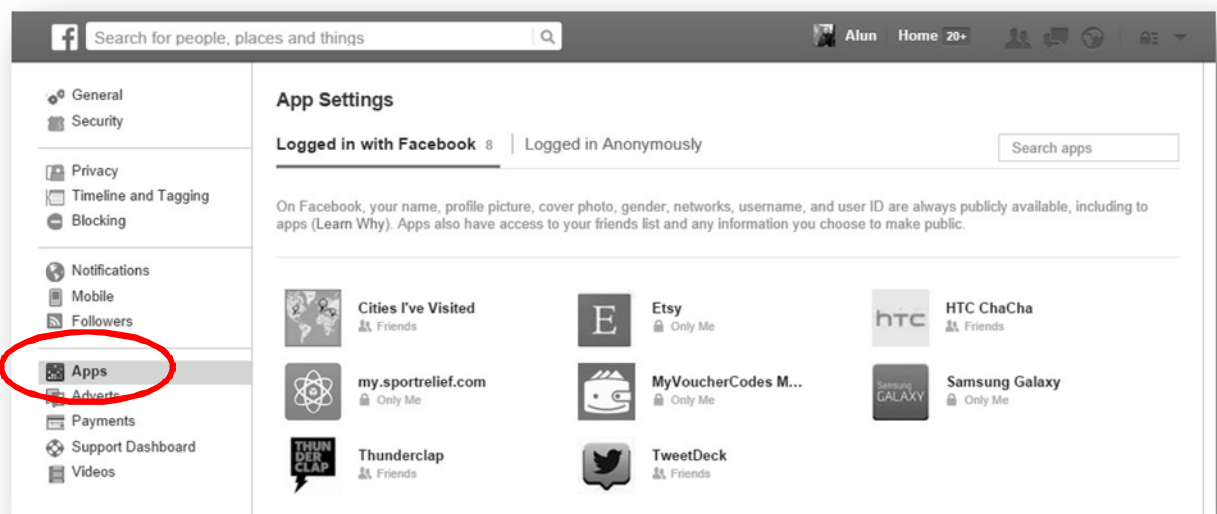 Search for people, places and things
Alun Home 20+
General
Security
Privacy
Timeline and Tagging
Blocking
Notifications
Mobile
Followers
Apps
Adverts
Payments
Support Dashboard
Videos
App Settings
Logged in with Facebook 8
Logged in Anonymously
Search apps
On Facebook, your name, profile picture, cover photo, gender, networks, username, and user ID are always publicly available, including to
apps (Learn Why). Apps also have access to your friends list and any information you choose to make public.
Cities I've Visited
Friends
E
Etsy
Only Me
hTC
HTC ChaCha
Friends
my.sportrelief.com
Only Me
MyVoucherCodes M...
Only Me
Samsung
GALAXY
Samsung Galaxy
Only Me
THUN
DER
CLAP
Thunderclap
Friends
TweetDeck
Friends